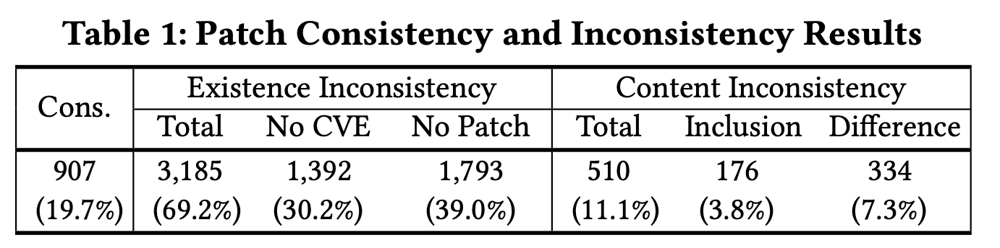 Table 1: Patch Consistency and Inconsistency Results
Cons. Existence Inconsistency Content Inconsistency
Total No CVE No Patch Total Inclusion Difference
907 3,185 1,392 1,793 510 176 334
(19.7%) (69.2%) (30.2%) (39.0%) (11.1%) (3.8%) (7.3%)